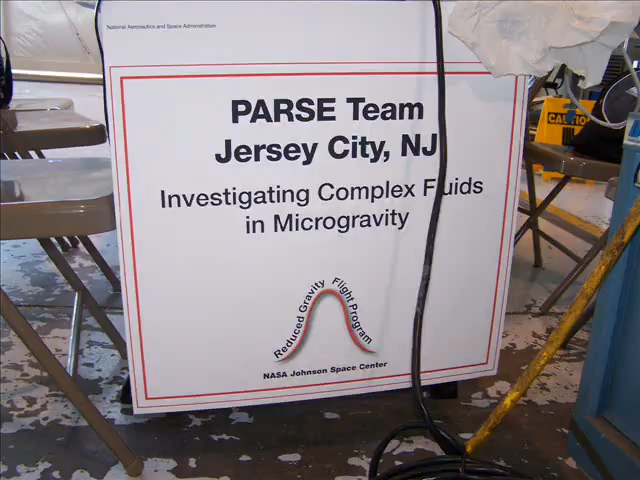 National Aeronautics and Space Administration
PARSE Team
Jersey City, NJ
Investigating Complex Fluids
in Microgravity
Reduced Gravity Flight Program
NASA Johnson Space Center
CAUTIO